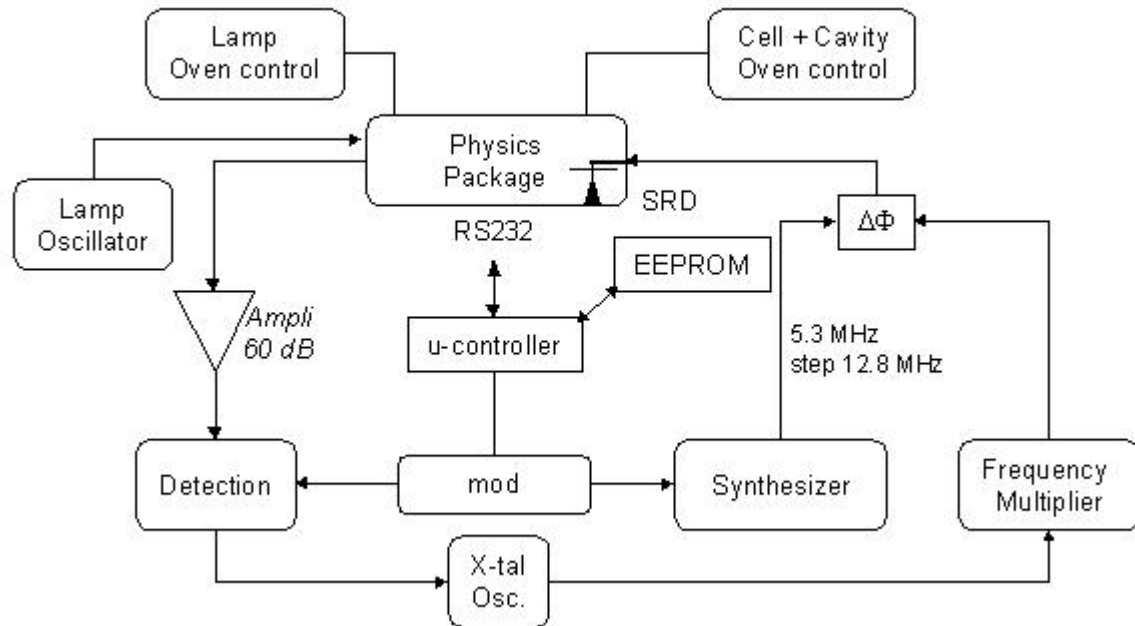 Lamp
Oven control
Cell + Cavity
Oven control
Physics
Package
Lamp
Oscillator
SRD
ΔΦ
RS232
EEPROM
Ampli
60 dB
u-controller
5.3 MHz
step 12.8 MHz
Detection
mod
Synthesizer
Frequency
Multiplier
X-tal
Osc.